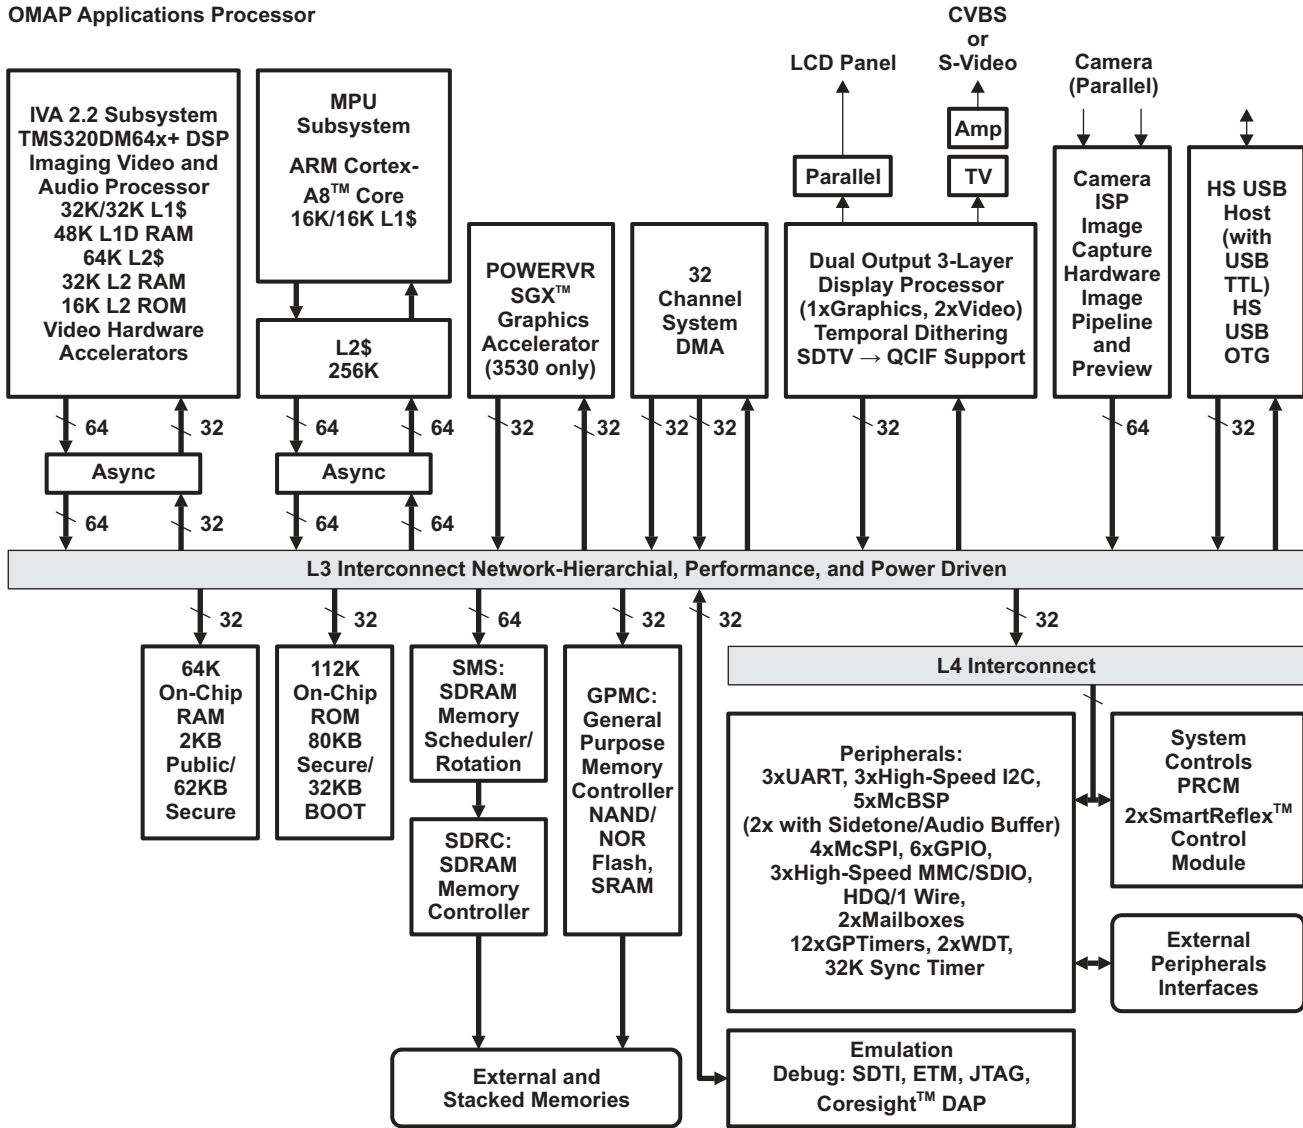 OMAP Applications Processor
CVBS
or
S-Video
LCD Panel
Camera
(Parallel)
Amp
Parallel
TV
IVA 2.2 Subsystem
TMS320DM64x+ DSP
Imaging Video and
Audio Processor
32K/32K L1$
48K L1D RAM
64K L2$
32K L2 RAM
16K L2 ROM
Video Hardware
Accelerators
MPU
Subsystem
ARM Cortex-
A8™ Core
16K/16K L1$
L2$
256K
POWERVR
SGX™
Graphics
Accelerator
(3530 only)
32
Channel
System
DMA
Dual Output 3-Layer
Display Processor
(1xGraphics, 2xVideo)
Temporal Dithering
SDTV → QCIF Support
Camera
ISP
Image
Capture
Hardware
Image
Pipeline
and
Preview
HS USB
Host
(with
USB
TTL)
HS
USB
OTG
64
32
64
64
32
32
32
32
32
64
32
Async
Async
64
32
64
64
L3 Interconnect Network-Hierarchial, Performance, and Power Driven
32
32
64
32
32
32
64K
On-Chip
RAM
2KB
Public/
62KB
Secure
112K
On-Chip
ROM
80KB
Secure/
32KB
BOOT
SMS:
SDRAM
Memory
Scheduler/
Rotation
SDRC:
SDRAM
Memory
Controller
GPMC:
General
Purpose
Memory
Controller
NAND/
NOR
Flash,
SRAM
L4 Interconnect
Peripherals:
3xUART, 3xHigh-Speed I2C,
5xMcBSP
(2x with Sidetone/Audio Buffer)
4xMcSPI, 6xGPIO,
3xHigh-Speed MMC/SDIO,
HDQ/1 Wire,
2xMailboxes
12xGPTimers, 2xWDT,
32K Sync Timer
System
Controls
PRCM
2xSmartReflex™
Control
Module
External
Peripherals
Interfaces
External and
Stacked Memories
Emulation
Debug: SDTI, ETM, JTAG,
Coresight™ DAP